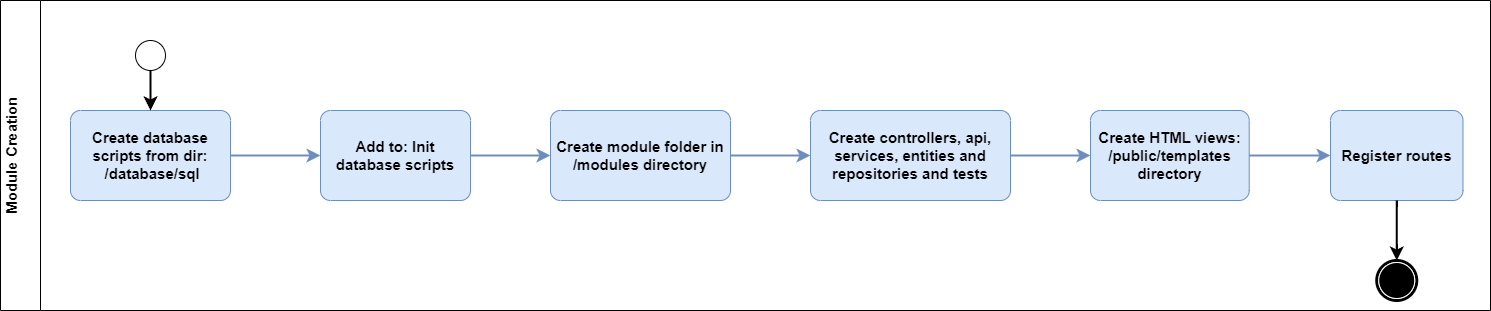 Module Creation
Create database
scripts from dir:
/database/sql
Add to: Init
database scripts
Create module folder in
/modules directory
Create controllers, api,
services, entities and
repositories and tests
Create HTML views:
/public/templates
directory
Register routes